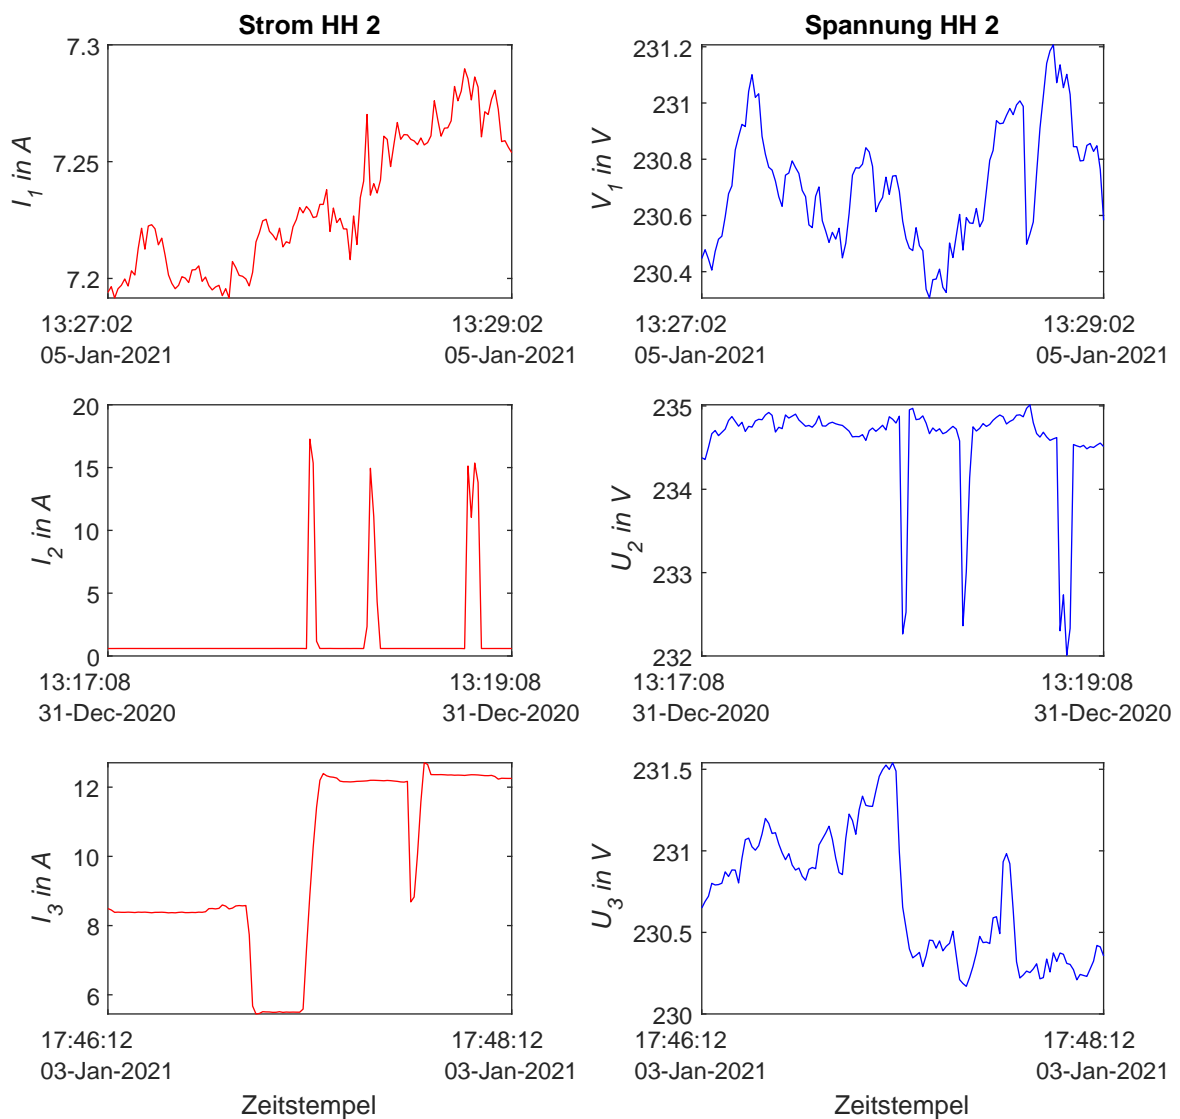 Strom HH 2
Spannung HH 2
I_1 in A
7.3
7.25
7.2
13:27:02
05-Jan-2021
13:29:02
05-Jan-2021
V_1 in V
231.2
231
230.8
230.6
230.4
13:27:02
05-Jan-2021
13:29:02
05-Jan-2021
I_2 in A
20
15
10
5
0
13:17:08
31-Dec-2020
13:19:08
31-Dec-2020
U_2 in V
235
234
233
232
13:17:08
31-Dec-2020
13:19:08
31-Dec-2020
I_3 in A
12
10
8
6
17:46:12
03-Jan-2021
17:48:12
03-Jan-2021
Zeitstempel
U_3 in V
231.5
231
230.5
230
17:46:12
03-Jan-2021
17:48:12
03-Jan-2021
Zeitstempel